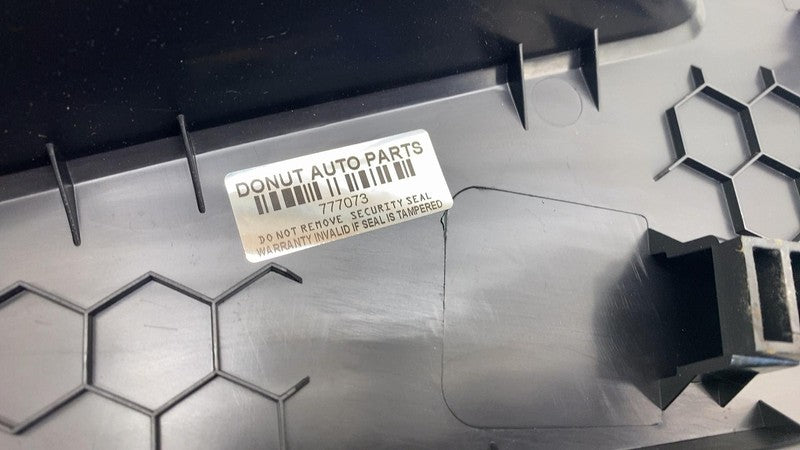 DONUT AUTO PARTS
777073
DO NOT REMOVE SECURITY SEAL
WARRANTY INVALID IF SEAL IS TAMPERED